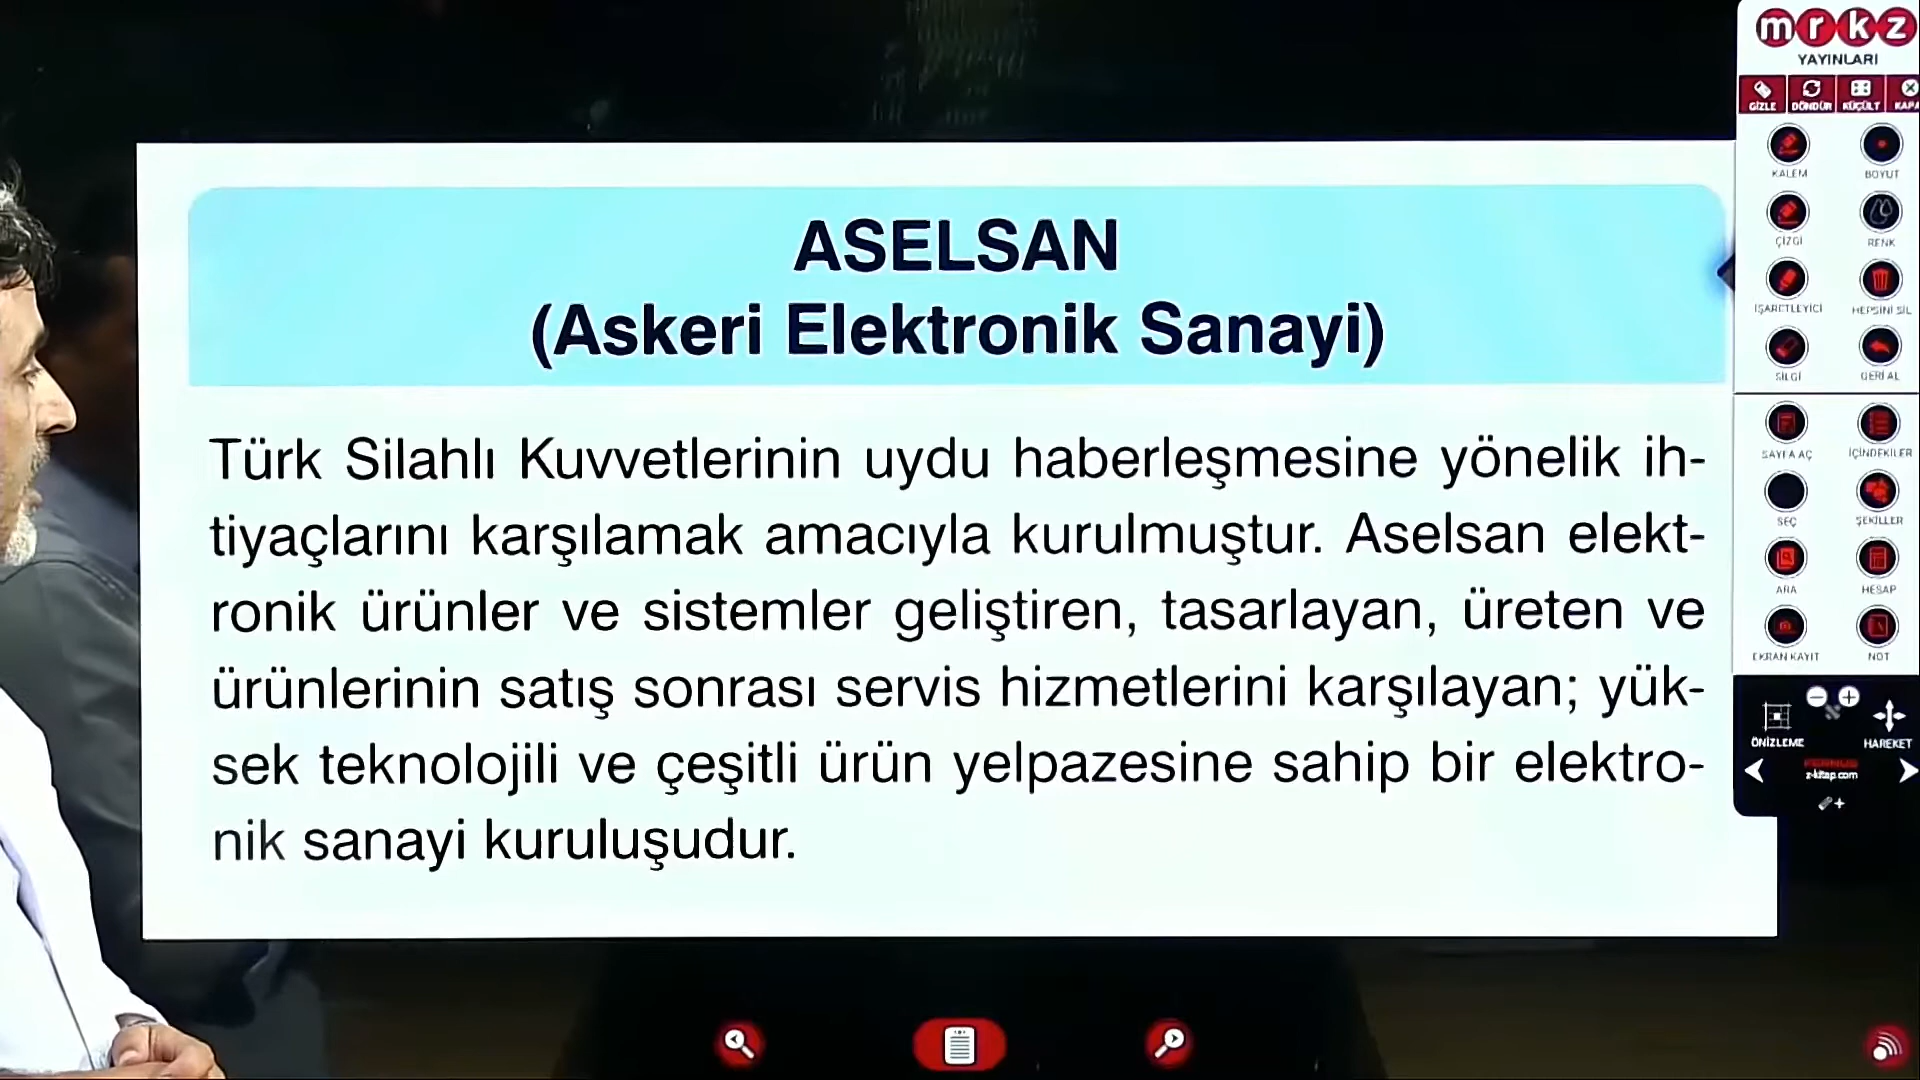 mrkz
YAYINLARI
GİZLE DÖNDÜR KÜÇÜLT KAPA
KALEM BOYUT
ÇİZGİ RENK
İŞARETLEYİCİ HEPSİNİ SİL
SİLGİ GERİ AL
SAYFA AÇ İÇİNDEKİLER
SEÇ ŞEKİLLER
ARA HESAP
EKRAN KAYIT NOT
ÖNİZLEME HAREKET
FERNUS
z-kitap.com
ASELSAN
(Askeri Elektronik Sanayi)
Türk Silahlı Kuvvetlerinin uydu haberleşmesine yönelik ih-
tiyaçlarını karşılamak amacıyla kurulmuştur. Aselsan elekt-
ronik ürünler ve sistemler geliştiren, tasarlayan, üreten ve
ürünlerinin satış sonrası servis hizmetlerini karşılayan; yük-
sek teknolojili ve çeşitli ürün yelpazesine sahip bir elektro-
nik sanayi kuruluşudur.